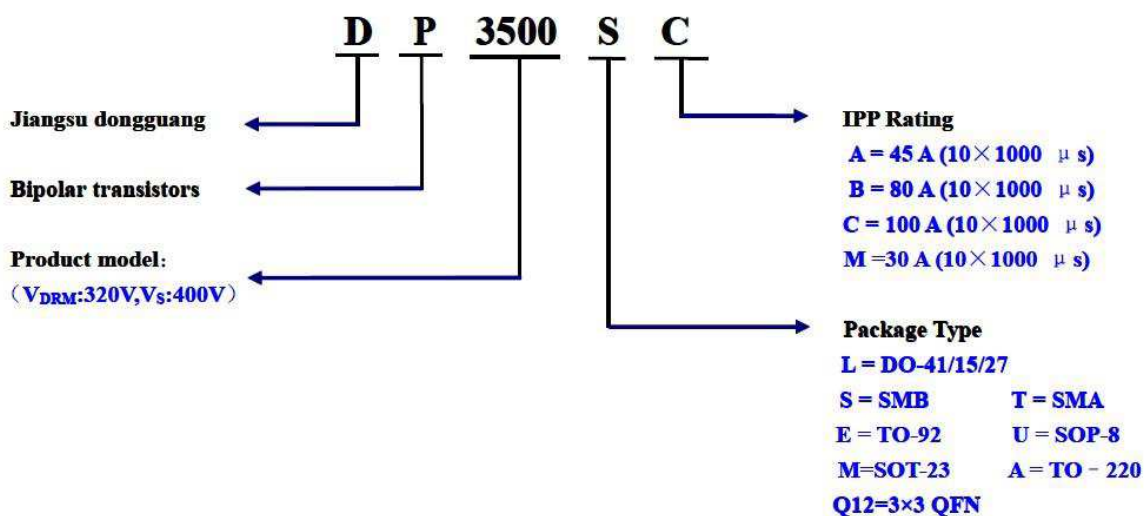 D P 3500 S C
Jiangsu dongguang
Bipolar transistors
Product model:
（VDRM:320V,VS:400V）
IPP Rating
A = 45 A (10×1000 μ s)
B = 80 A (10×1000 μ s)
C = 100 A (10×1000 μ s)
M =30 A (10×1000 μ s)
Package Type
L = DO-41/15/27
S = SMB T = SMA
E = TO-92 U = SOP-8
M=SOT-23 A = TO - 220
Q12=3×3 QFN